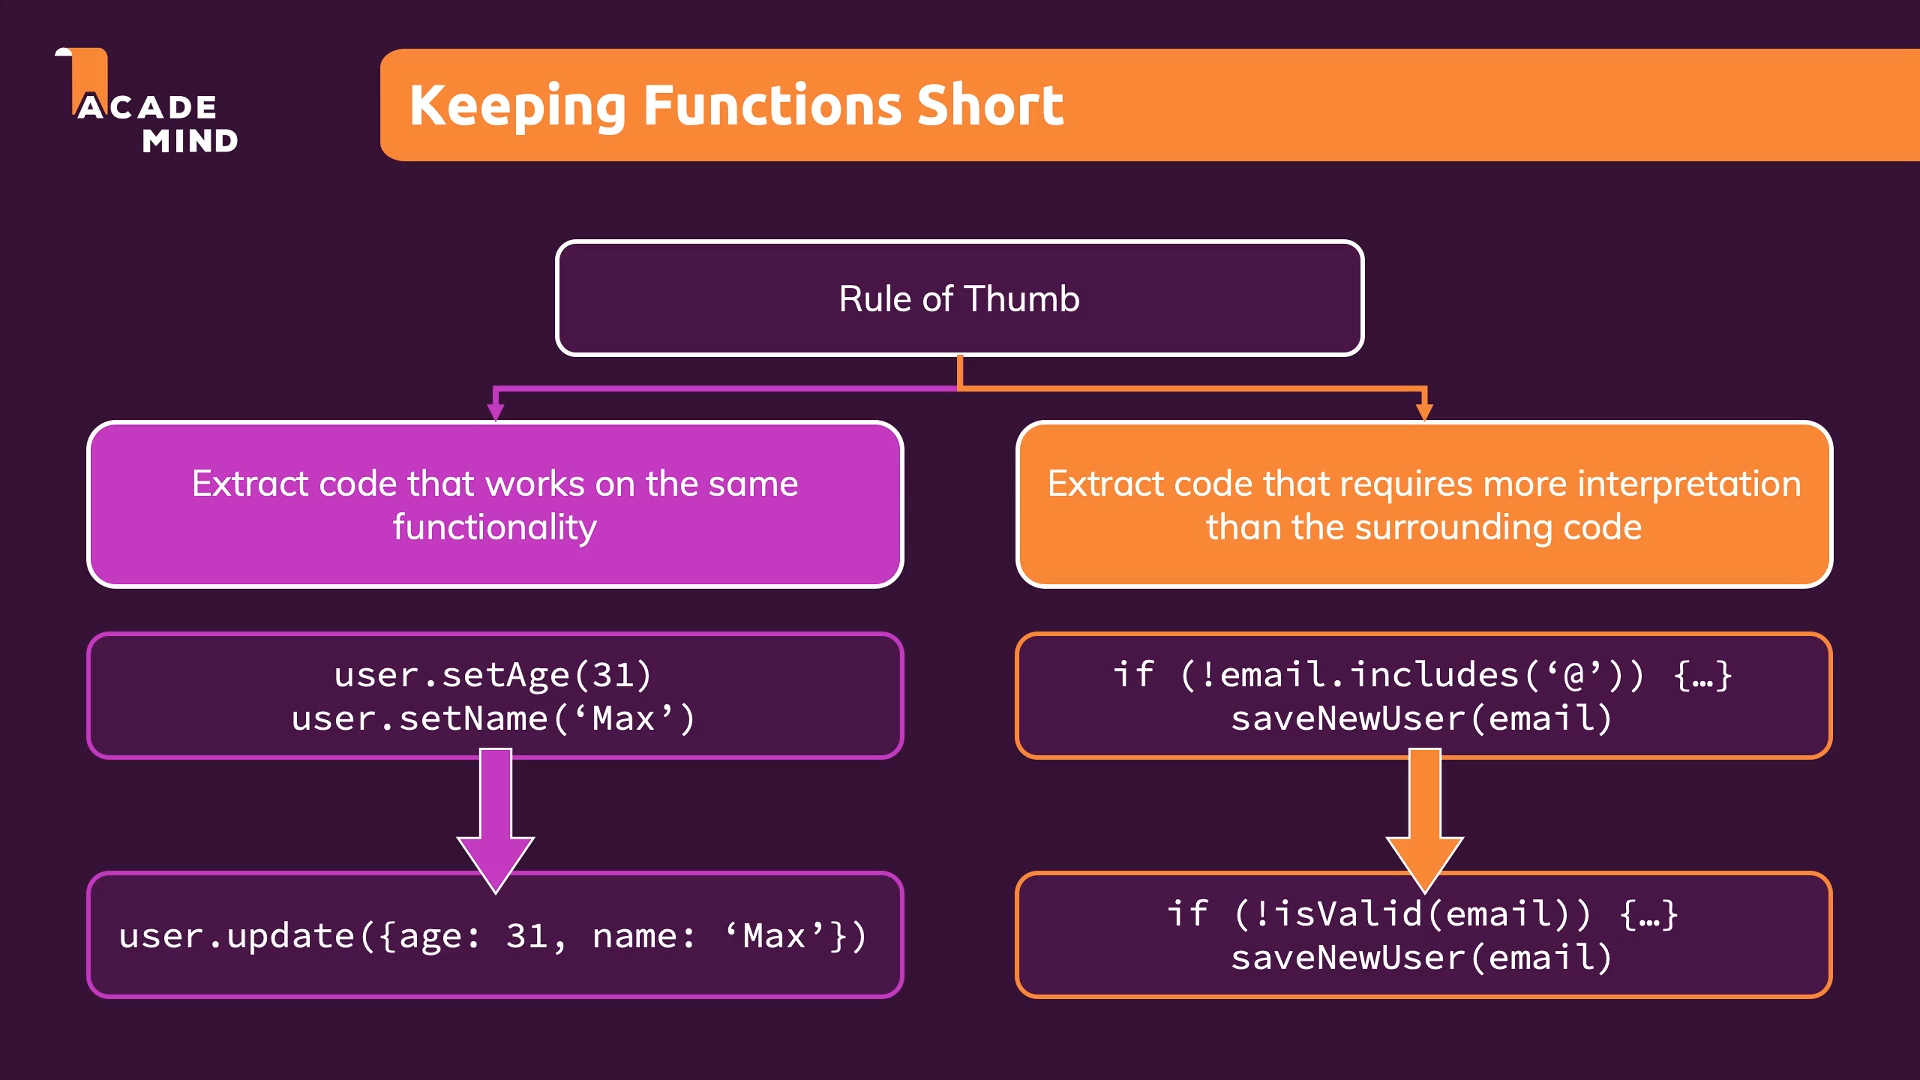 ACADE
MIND
Keeping Functions Short
Rule of Thumb
Extract code that works on the same
functionality
Extract code that requires more interpretation
than the surrounding code
user.setAge(31)
user.setName(‘Max’)
if (!email.includes(‘@’)) {…}
saveNewUser(email)
user.update({age: 31, name: ‘Max’})
if (!isValid(email)) {…}
saveNewUser(email)